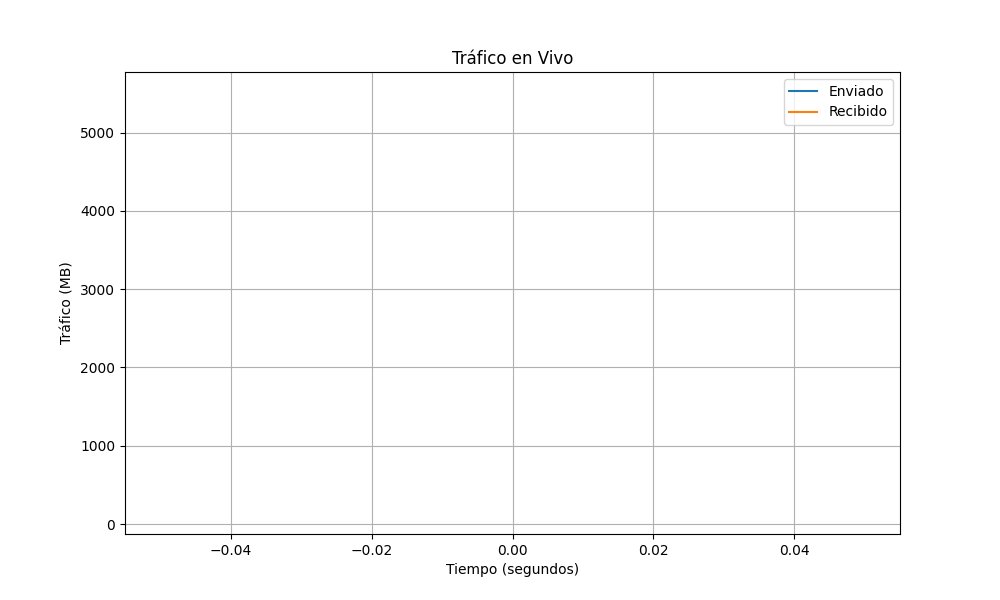 Tráfico en Vivo
Enviado
Recibido
5000
4000
3000
2000
1000
0
Tráfico (MB)
−0.04
−0.02
0.00
0.02
0.04
Tiempo (segundos)